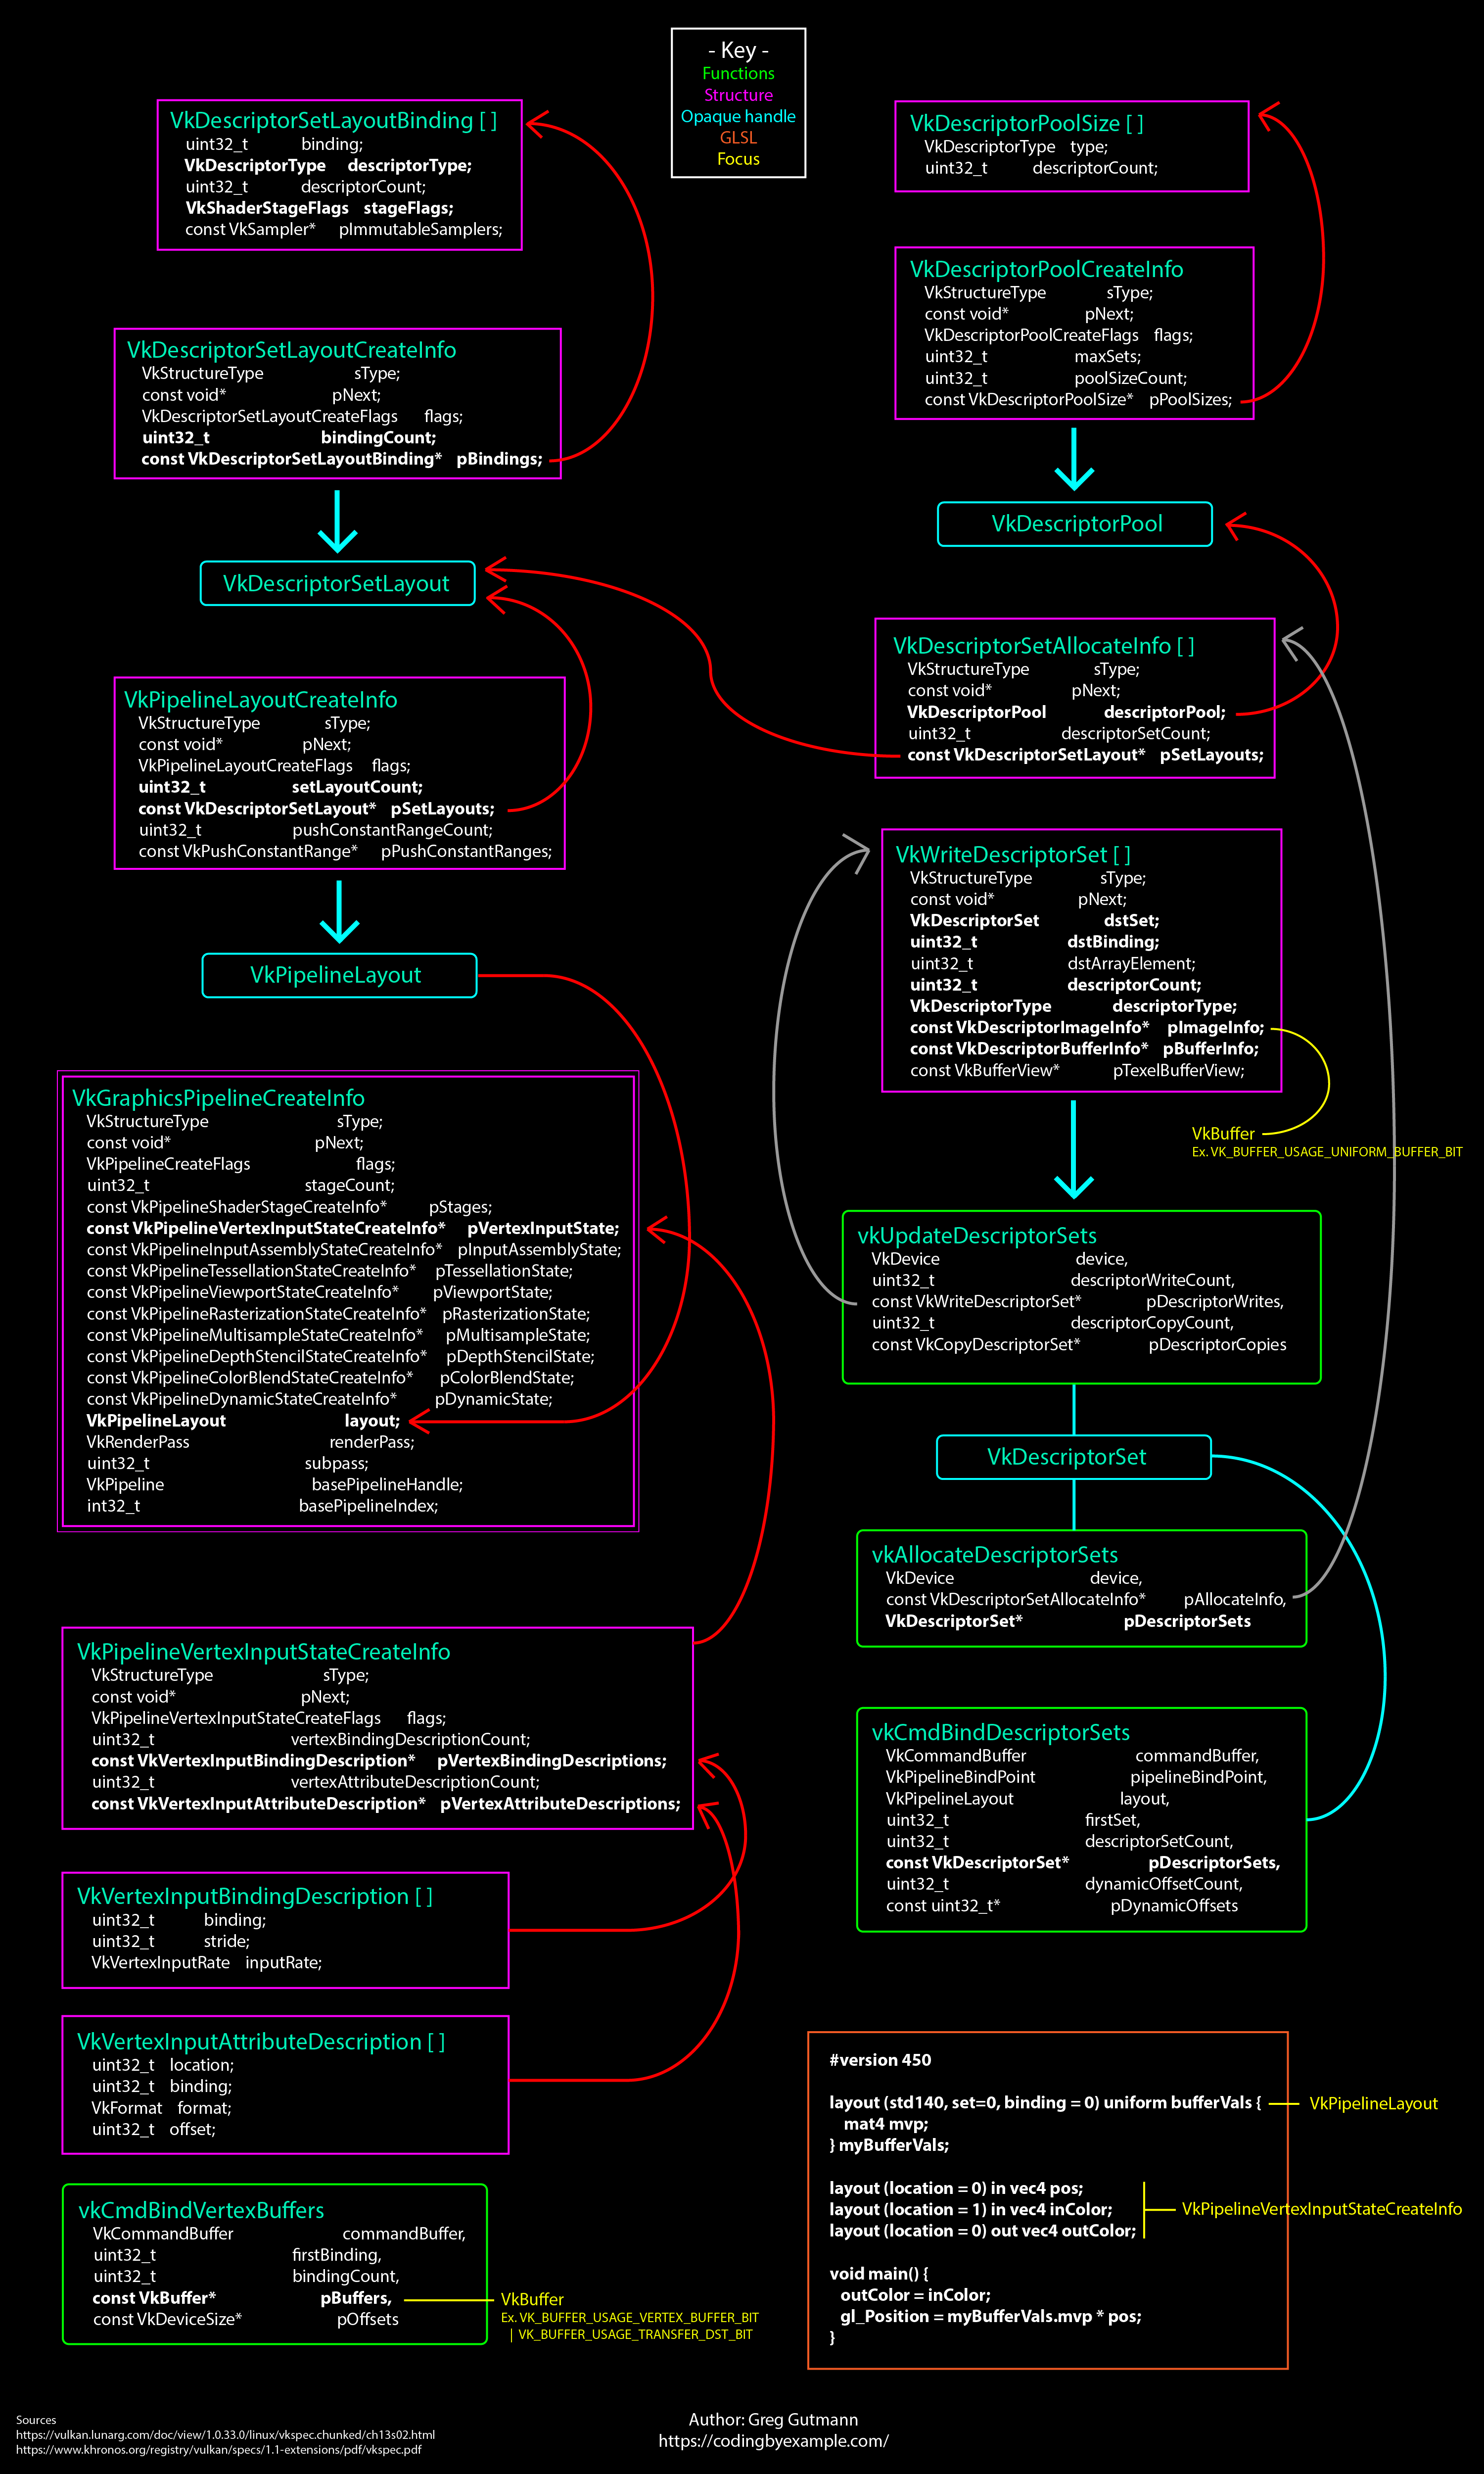 - Key -
Functions
Structure
Opaque handle
GLSL
Focus
VkDescriptorSetLayoutBinding [ ]
uint32_t binding;
VkDescriptorType descriptorType;
uint32_t descriptorCount;
VkShaderStageFlags stageFlags;
const VkSampler* pImmutableSamplers;
VkDescriptorSetLayoutCreateInfo
VkStructureType sType;
const void* pNext;
VkDescriptorSetLayoutCreateFlags flags;
uint32_t bindingCount;
const VkDescriptorSetLayoutBinding* pBindings;
VkDescriptorSetLayout
VkPipelineLayoutCreateInfo
VkStructureType sType;
const void* pNext;
VkPipelineLayoutCreateFlags flags;
uint32_t setLayoutCount;
const VkDescriptorSetLayout* pSetLayouts;
uint32_t pushConstantRangeCount;
const VkPushConstantRange* pPushConstantRanges;
VkPipelineLayout
VkGraphicsPipelineCreateInfo
VkStructureType sType;
const void* pNext;
VkPipelineCreateFlags flags;
uint32_t stageCount;
const VkPipelineShaderStageCreateInfo* pStages;
const VkPipelineVertexInputStateCreateInfo* pVertexInputState;
const VkPipelineInputAssemblyStateCreateInfo* pInputAssemblyState;
const VkPipelineTessellationStateCreateInfo* pTessellationState;
const VkPipelineViewportStateCreateInfo* pViewportState;
const VkPipelineRasterizationStateCreateInfo* pRasterizationState;
const VkPipelineMultisampleStateCreateInfo* pMultisampleState;
const VkPipelineDepthStencilStateCreateInfo* pDepthStencilState;
const VkPipelineColorBlendStateCreateInfo* pColorBlendState;
const VkPipelineDynamicStateCreateInfo* pDynamicState;
VkPipelineLayout layout;
VkRenderPass renderPass;
uint32_t subpass;
VkPipeline basePipelineHandle;
int32_t basePipelineIndex;
VkPipelineVertexInputStateCreateInfo
VkStructureType sType;
const void* pNext;
VkPipelineVertexInputStateCreateFlags flags;
uint32_t vertexBindingDescriptionCount;
const VkVertexInputBindingDescription* pVertexBindingDescriptions;
uint32_t vertexAttributeDescriptionCount;
const VkVertexInputAttributeDescription* pVertexAttributeDescriptions;
VkVertexInputBindingDescription [ ]
uint32_t binding;
uint32_t stride;
VkVertexInputRate inputRate;
VkVertexInputAttributeDescription [ ]
uint32_t location;
uint32_t binding;
VkFormat format;
uint32_t offset;
vkCmdBindVertexBuffers
VkCommandBuffer commandBuffer,
uint32_t firstBinding,
uint32_t bindingCount,
const VkBuffer* pBuffers,
const VkDeviceSize* pOffsets
VkBuffer
Ex. VK_BUFFER_USAGE_VERTEX_BUFFER_BIT
| VK_BUFFER_USAGE_TRANSFER_DST_BIT
VkDescriptorPoolSize [ ]
VkDescriptorType type;
uint32_t descriptorCount;
VkDescriptorPoolCreateInfo
VkStructureType sType;
const void* pNext;
VkDescriptorPoolCreateFlags flags;
uint32_t maxSets;
uint32_t poolSizeCount;
const VkDescriptorPoolSize* pPoolSizes;
VkDescriptorPool
VkDescriptorSetAllocateInfo [ ]
VkStructureType sType;
const void* pNext;
VkDescriptorPool descriptorPool;
uint32_t descriptorSetCount;
const VkDescriptorSetLayout* pSetLayouts;
VkWriteDescriptorSet [ ]
VkStructureType sType;
const void* pNext;
VkDescriptorSet dstSet;
uint32_t dstBinding;
uint32_t dstArrayElement;
uint32_t descriptorCount;
VkDescriptorType descriptorType;
const VkDescriptorImageInfo* pImageInfo;
const VkDescriptorBufferInfo* pBufferInfo;
const VkBufferView* pTexelBufferView;
VkBuffer
Ex. VK_BUFFER_USAGE_UNIFORM_BUFFER_BIT
vkUpdateDescriptorSets
VkDevice device,
uint32_t descriptorWriteCount,
const VkWriteDescriptorSet* pDescriptorWrites,
uint32_t descriptorCopyCount,
const VkCopyDescriptorSet* pDescriptorCopies
VkDescriptorSet
vkAllocateDescriptorSets
VkDevice device,
const VkDescriptorSetAllocateInfo* pAllocateInfo,
VkDescriptorSet* pDescriptorSets
vkCmdBindDescriptorSets
VkCommandBuffer commandBuffer,
VkPipelineBindPoint pipelineBindPoint,
VkPipelineLayout layout,
uint32_t firstSet,
uint32_t descriptorSetCount,
const VkDescriptorSet* pDescriptorSets,
uint32_t dynamicOffsetCount,
const uint32_t* pDynamicOffsets
#version 450
layout (std140, set=0, binding = 0) uniform bufferVals { VkPipelineLayout
mat4 mvp;
} myBufferVals;
layout (location = 0) in vec4 pos;
layout (location = 1) in vec4 inColor; VkPipelineVertexInputStateCreateInfo
layout (location = 0) out vec4 outColor;
void main() {
outColor = inColor;
gl_Position = myBufferVals.mvp * pos;
}
Sources
https://vulkan.lunarg.com/doc/view/1.0.33.0/linux/vkspec.chunked/ch13s02.html
https://www.khronos.org/registry/vulkan/specs/1.1-extensions/pdf/vkspec.pdf
Author: Greg Gutmann
https://codingbyexample.com/